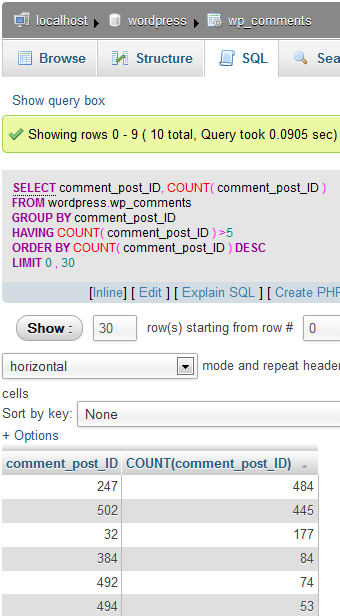 localhost wordpress wp_comments
Browse Structure SQL
Show query box
Showing rows 0 - 9 ( 10 total, Query took 0.0905 sec)
SELECT comment_post_ID, COUNT( comment_post_ID )
FROM wordpress.wp_comments
GROUP BY comment_post_ID
HAVING COUNT( comment_post_ID ) >5
ORDER BY COUNT( comment_post_ID ) DESC
LIMIT 0 , 30
[Inline] [ Edit ] [ Explain SQL ] [ Create PHP
Show : 30 row(s) starting from row # 0
horizontal mode and repeat header
cells
Sort by key: None
+ Options
comment_post_ID COUNT(comment_post_ID)
247 484
502 445
32 177
384 84
492 74
494 53